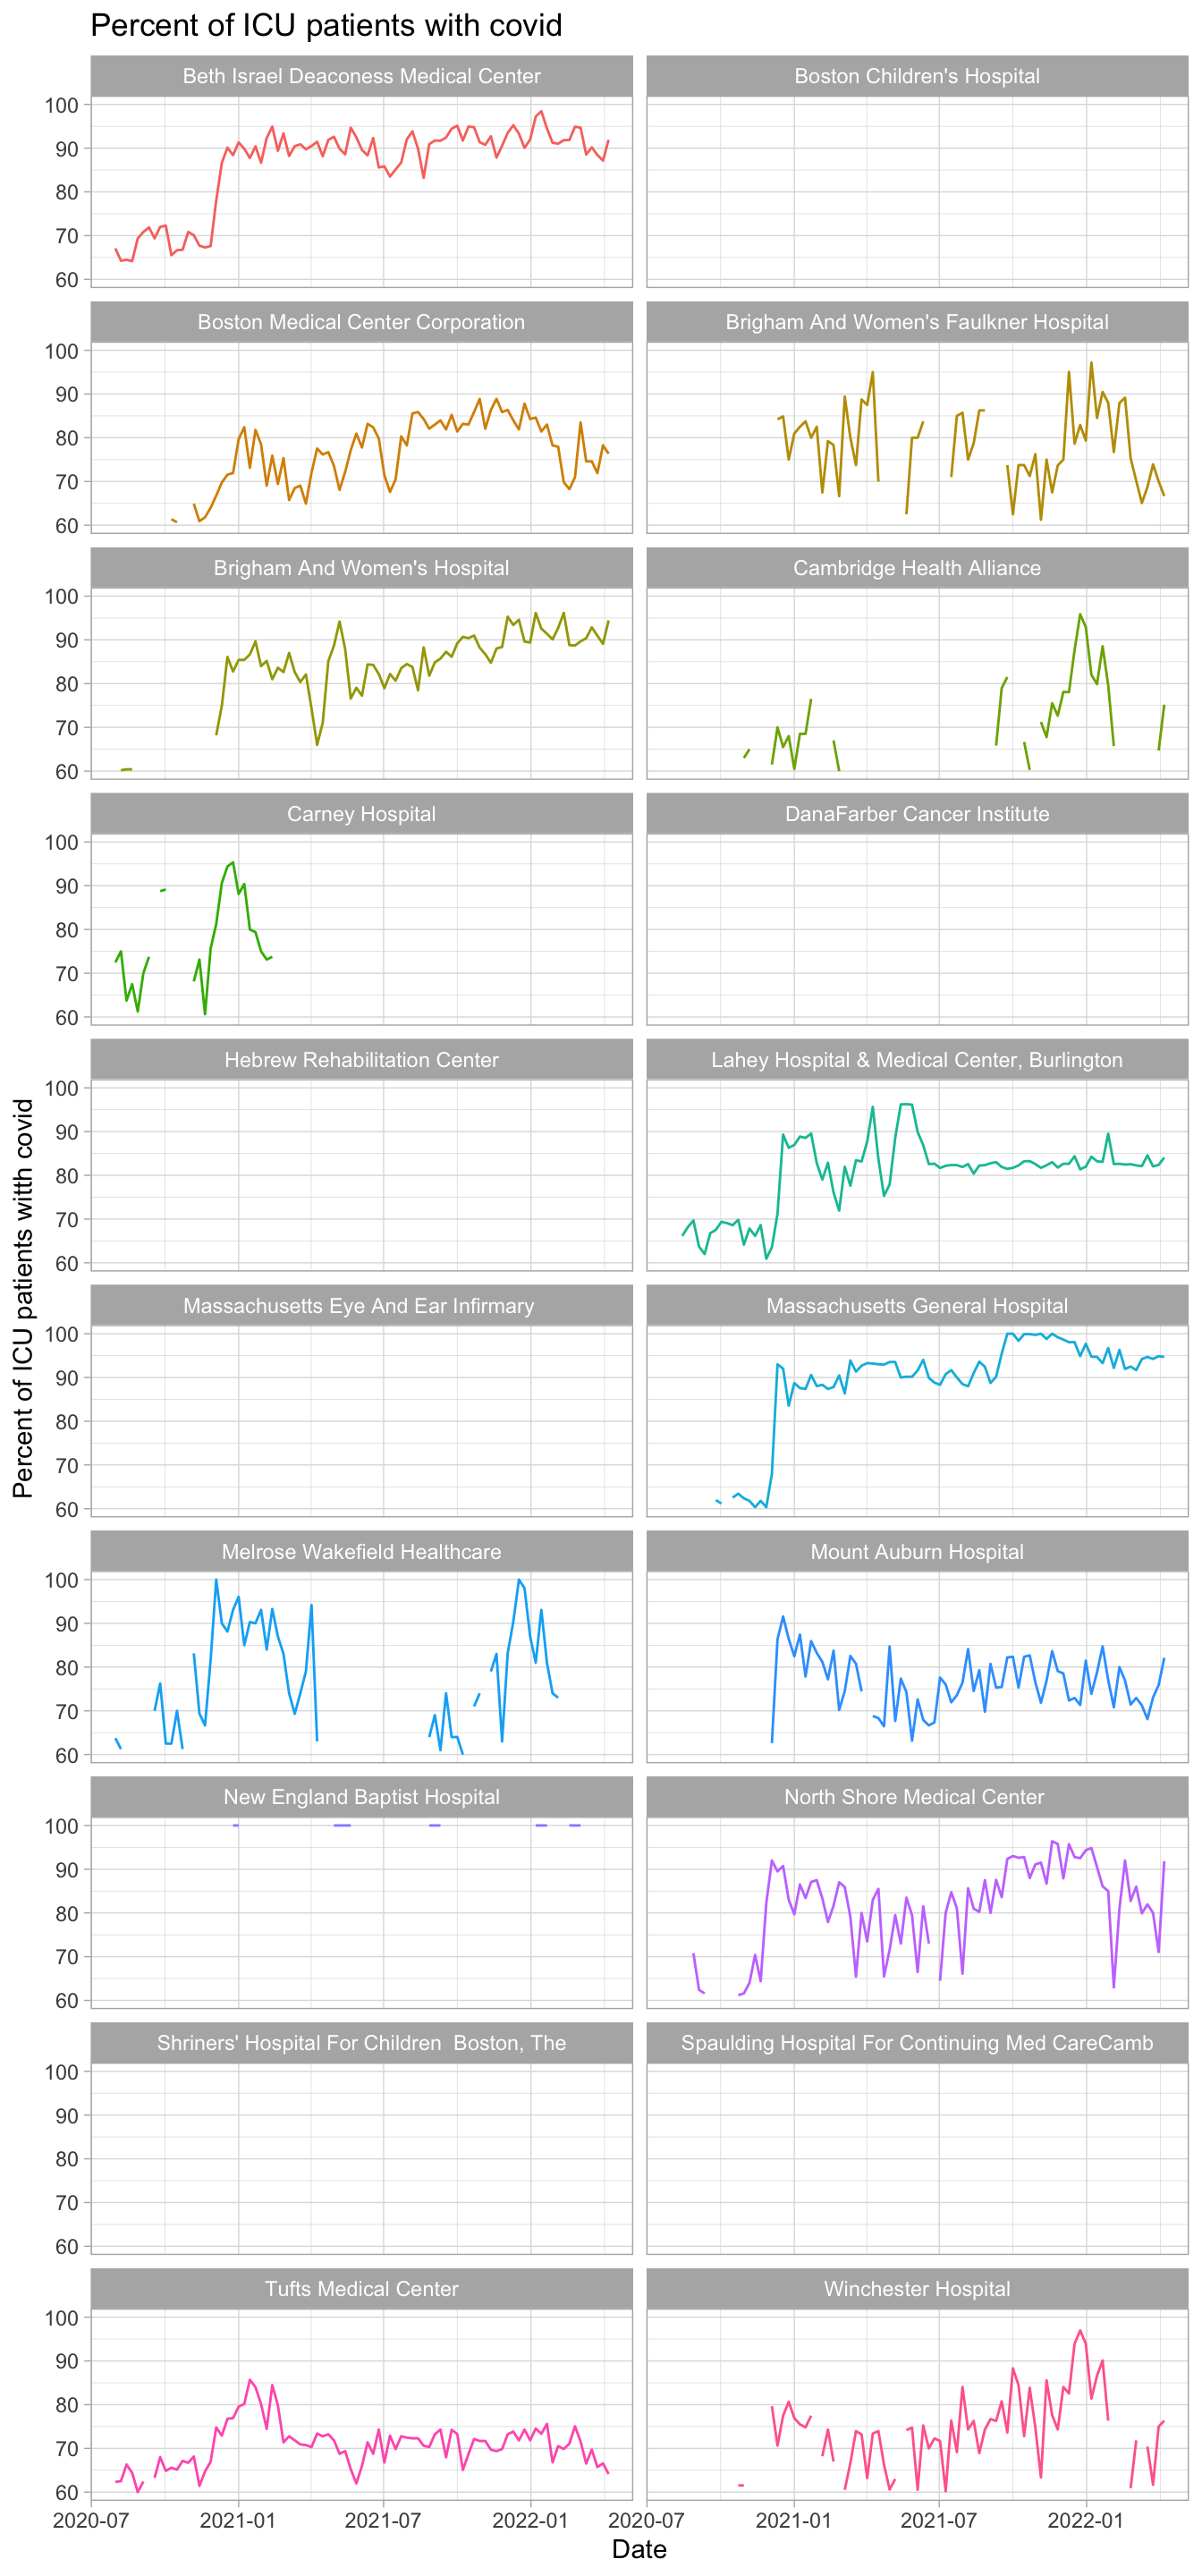 Percent of ICU patients with covid
Beth Israel Deaconess Medical Center
Boston Children's Hospital
100
90
80
70
60
Boston Medical Center Corporation
Brigham And Women's Faulkner Hospital
100
90
80
70
60
Brigham And Women's Hospital
Cambridge Health Alliance
100
90
80
70
60
Carney Hospital
DanaFarber Cancer Institute
100
90
80
70
60
Hebrew Rehabilitation Center
Lahey Hospital & Medical Center, Burlington
100
90
80
70
60
Percent of ICU patients with covid
Massachusetts Eye And Ear Infirmary
Massachusetts General Hospital
100
90
80
70
60
Melrose Wakefield Healthcare
Mount Auburn Hospital
100
90
80
70
60
New England Baptist Hospital
North Shore Medical Center
100
90
80
70
60
Shriners' Hospital For Children  Boston, The
Spaulding Hospital For Continuing Med CareCamb
100
90
80
70
60
Tufts Medical Center
Winchester Hospital
100
90
80
70
60
2020-07 2021-01 2021-07 2022-01 2020-07 2021-01 2021-07 2022-01
Date